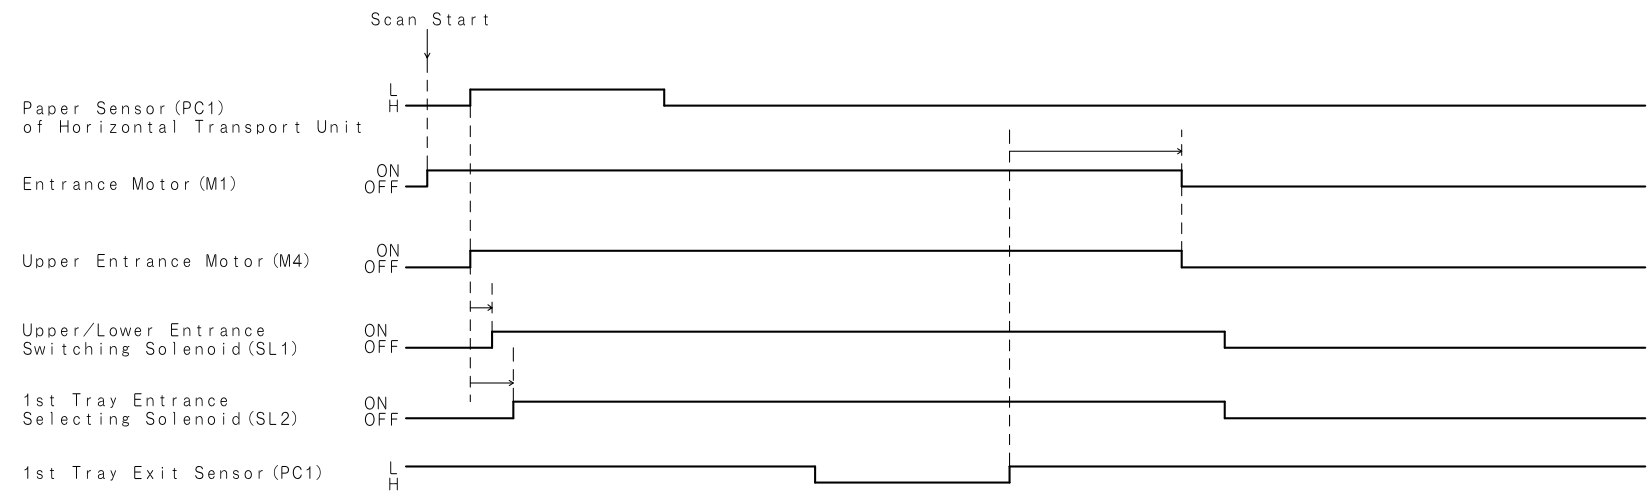 Scan Start
L
H
Paper Sensor(PC1)
of Horizontal Transport Unit
ON
OFF
Entrance Motor(M1)
ON
OFF
Upper Entrance Motor(M4)
ON
OFF
Upper/Lower Entrance
Switching Solenoid(SL1)
ON
OFF
1st Tray Entrance
Selecting Solenoid(SL2)
L
H
1st Tray Exit Sensor(PC1)